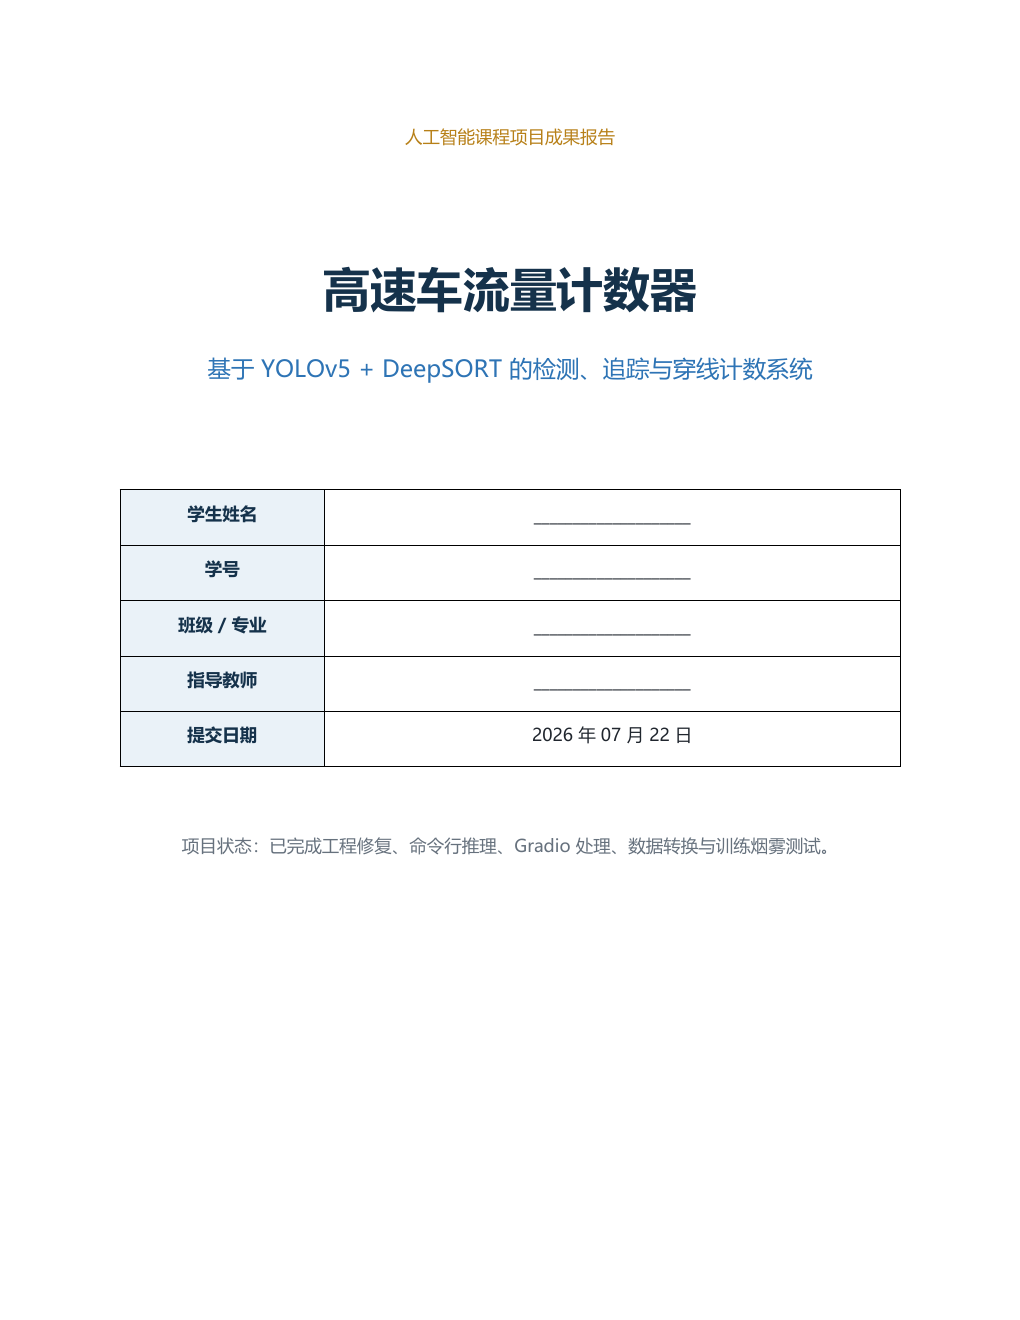 人工智能课程项目成果报告
高速车流量计数器
基于 YOLOv5 + DeepSORT 的检测、追踪与穿线计数系统
学生姓名 ____________________
学号 ____________________
班级 / 专业 ____________________
指导教师 ____________________
提交日期 2026 年 07 月 22 日
项目状态：已完成工程修复、命令行推理、Gradio 处理、数据转换与训练烟雾测试。